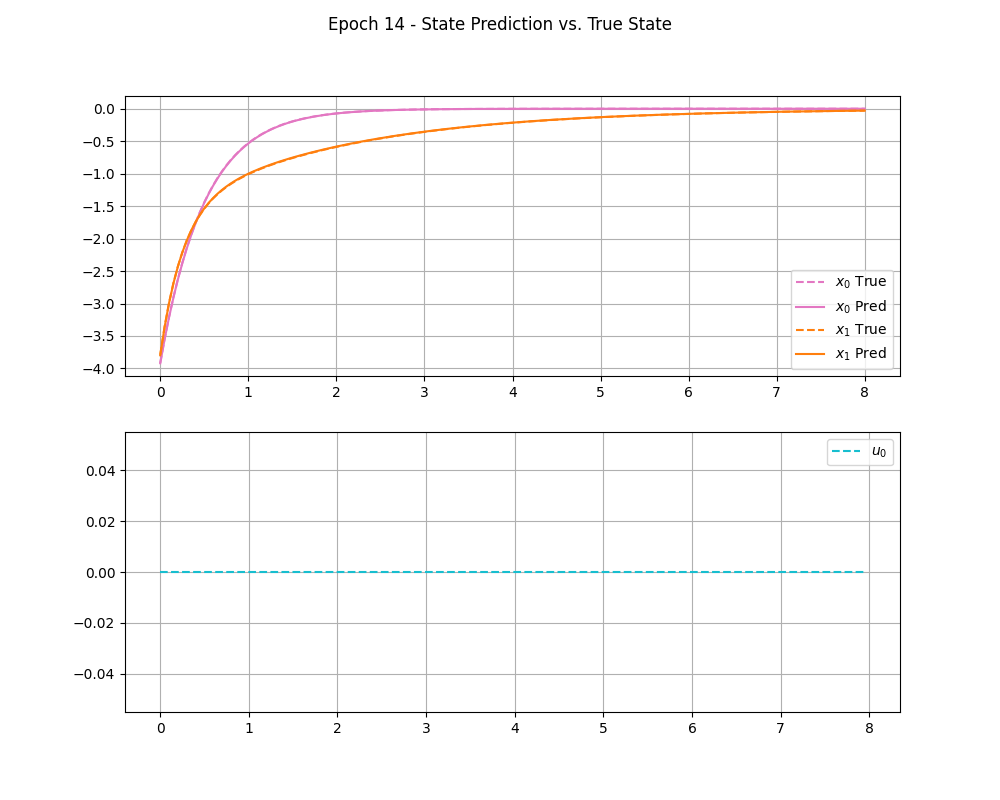 Epoch 14 - State Prediction vs. True State
0.0
−0.5
−1.0
−1.5
−2.0
−2.5
−3.0
−3.5
−4.0
x₀ True
x₀ Pred
x₁ True
x₁ Pred
0 1 2 3 4 5 6 7 8
u₀
0.04
0.02
0.00
−0.02
−0.04
0 1 2 3 4 5 6 7 8